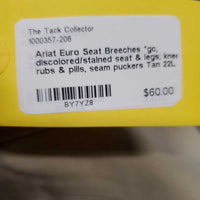 The Tack Collector
1000357-206
Ariat Euro Seat Breeches *gc,
discolored/stained seat & legs, knee
rubs & pills, seam puckers Tan 22L
BY7YZ8
$60.00